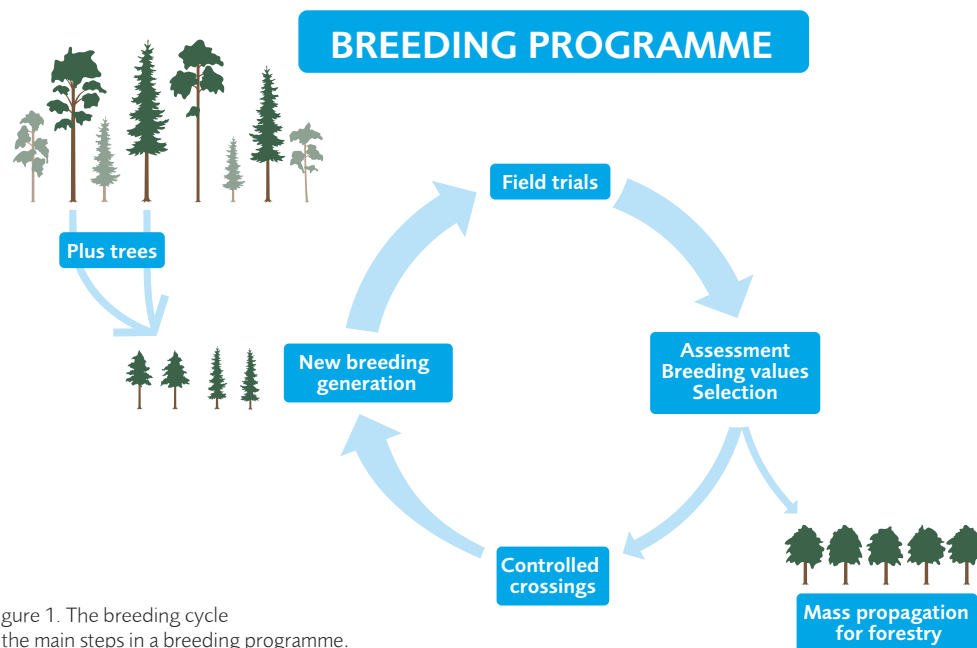 BREEDING PROGRAMME
Field trials
Plus trees
New breeding
generation
Assessment
Breeding values
Selection
Controlled
crossings
Mass propagation
for forestry
gure 1. The breeding cycle
the main steps in a breeding programme.